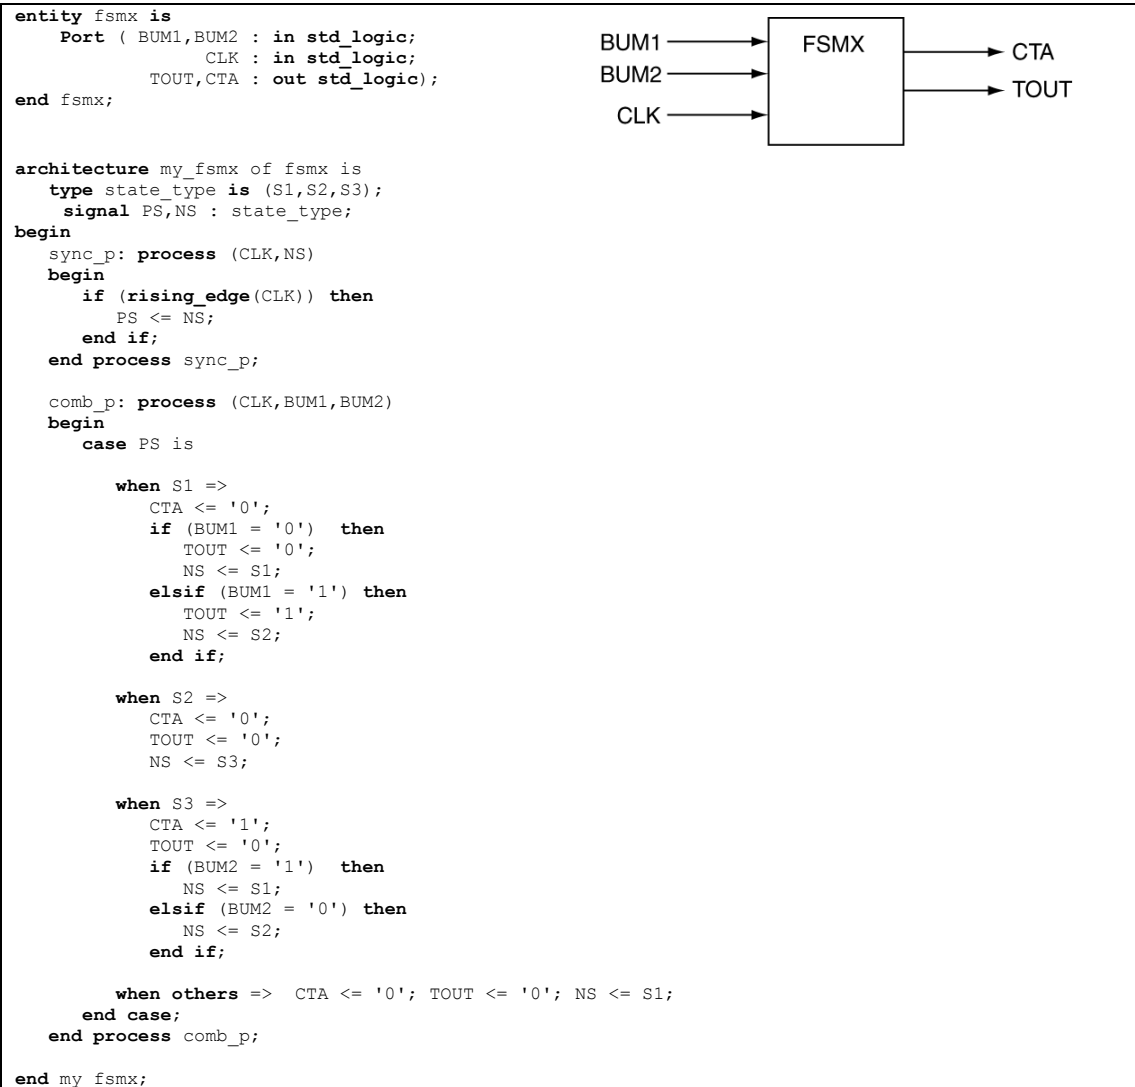 entity fsmx is
    Port ( BUM1,BUM2 : in std_logic;
                 CLK : in std_logic;
            TOUT,CTA : out std_logic);
end fsmx;
BUM1
BUM2
CLK
FSMX
CTA
TOUT
architecture my_fsmx of fsmx is
   type state_type is (S1,S2,S3);
    signal PS,NS : state_type;
begin
   sync_p: process (CLK,NS)
   begin
      if (rising_edge(CLK)) then
         PS <= NS;
      end if;
   end process sync_p;
   comb_p: process (CLK,BUM1,BUM2)
   begin
      case PS is
         when S1 =>
            CTA <= '0';
            if (BUM1 = '0')  then
               TOUT <= '0';
               NS <= S1;
            elsif (BUM1 = '1') then
               TOUT <= '1';
               NS <= S2;
            end if;
         when S2 =>
            CTA <= '0';
            TOUT <= '0';
            NS <= S3;
         when S3 =>
            CTA <= '1';
            TOUT <= '0';
            if (BUM2 = '1')  then
               NS <= S1;
            elsif (BUM2 = '0') then
               NS <= S2;
            end if;
         when others =>  CTA <= '0'; TOUT <= '0'; NS <= S1;
      end case;
   end process comb_p;
end my_fsmx;